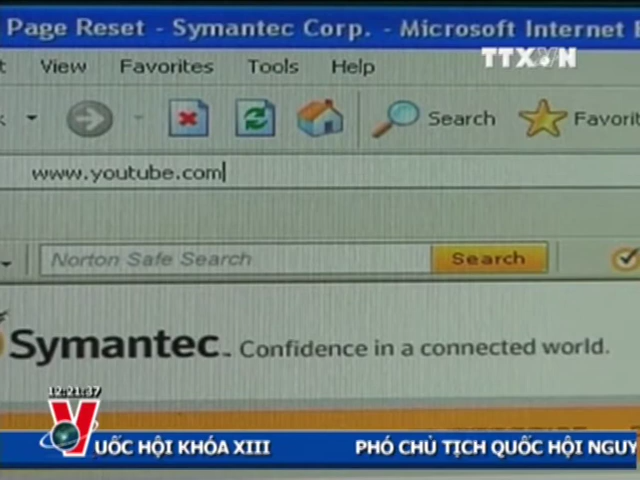 Page Reset - Symantec Corp. - Microsoft Internet
TTXVN
View Favorites Tools Help
Search Favorit
www.youtube.com
Norton Safe Search Search
Symantec™ Confidence in a connected world.
12:21:37
UỐC HỘI KHÓA XIII PHÓ CHỦ TỊCH QUỐC HỘI NGUY